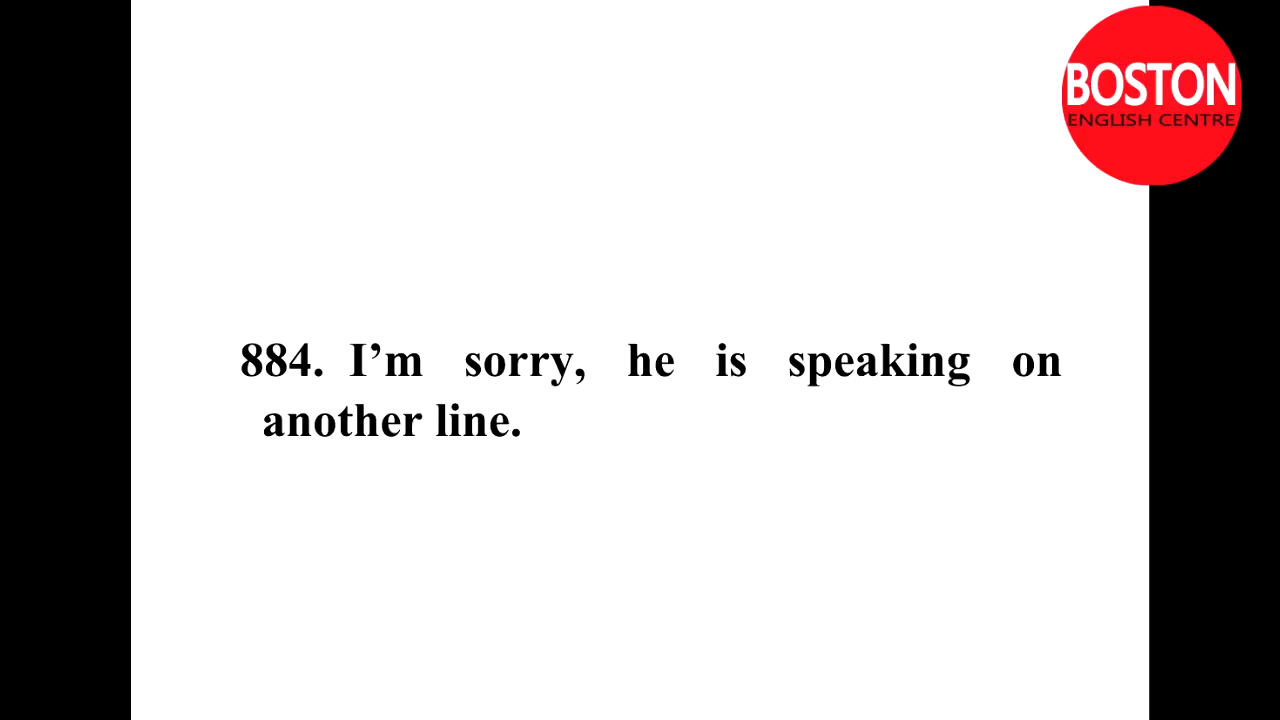 BOSTON
ENGLISH CENTRE
884. I’m sorry, he is speaking on
another line.